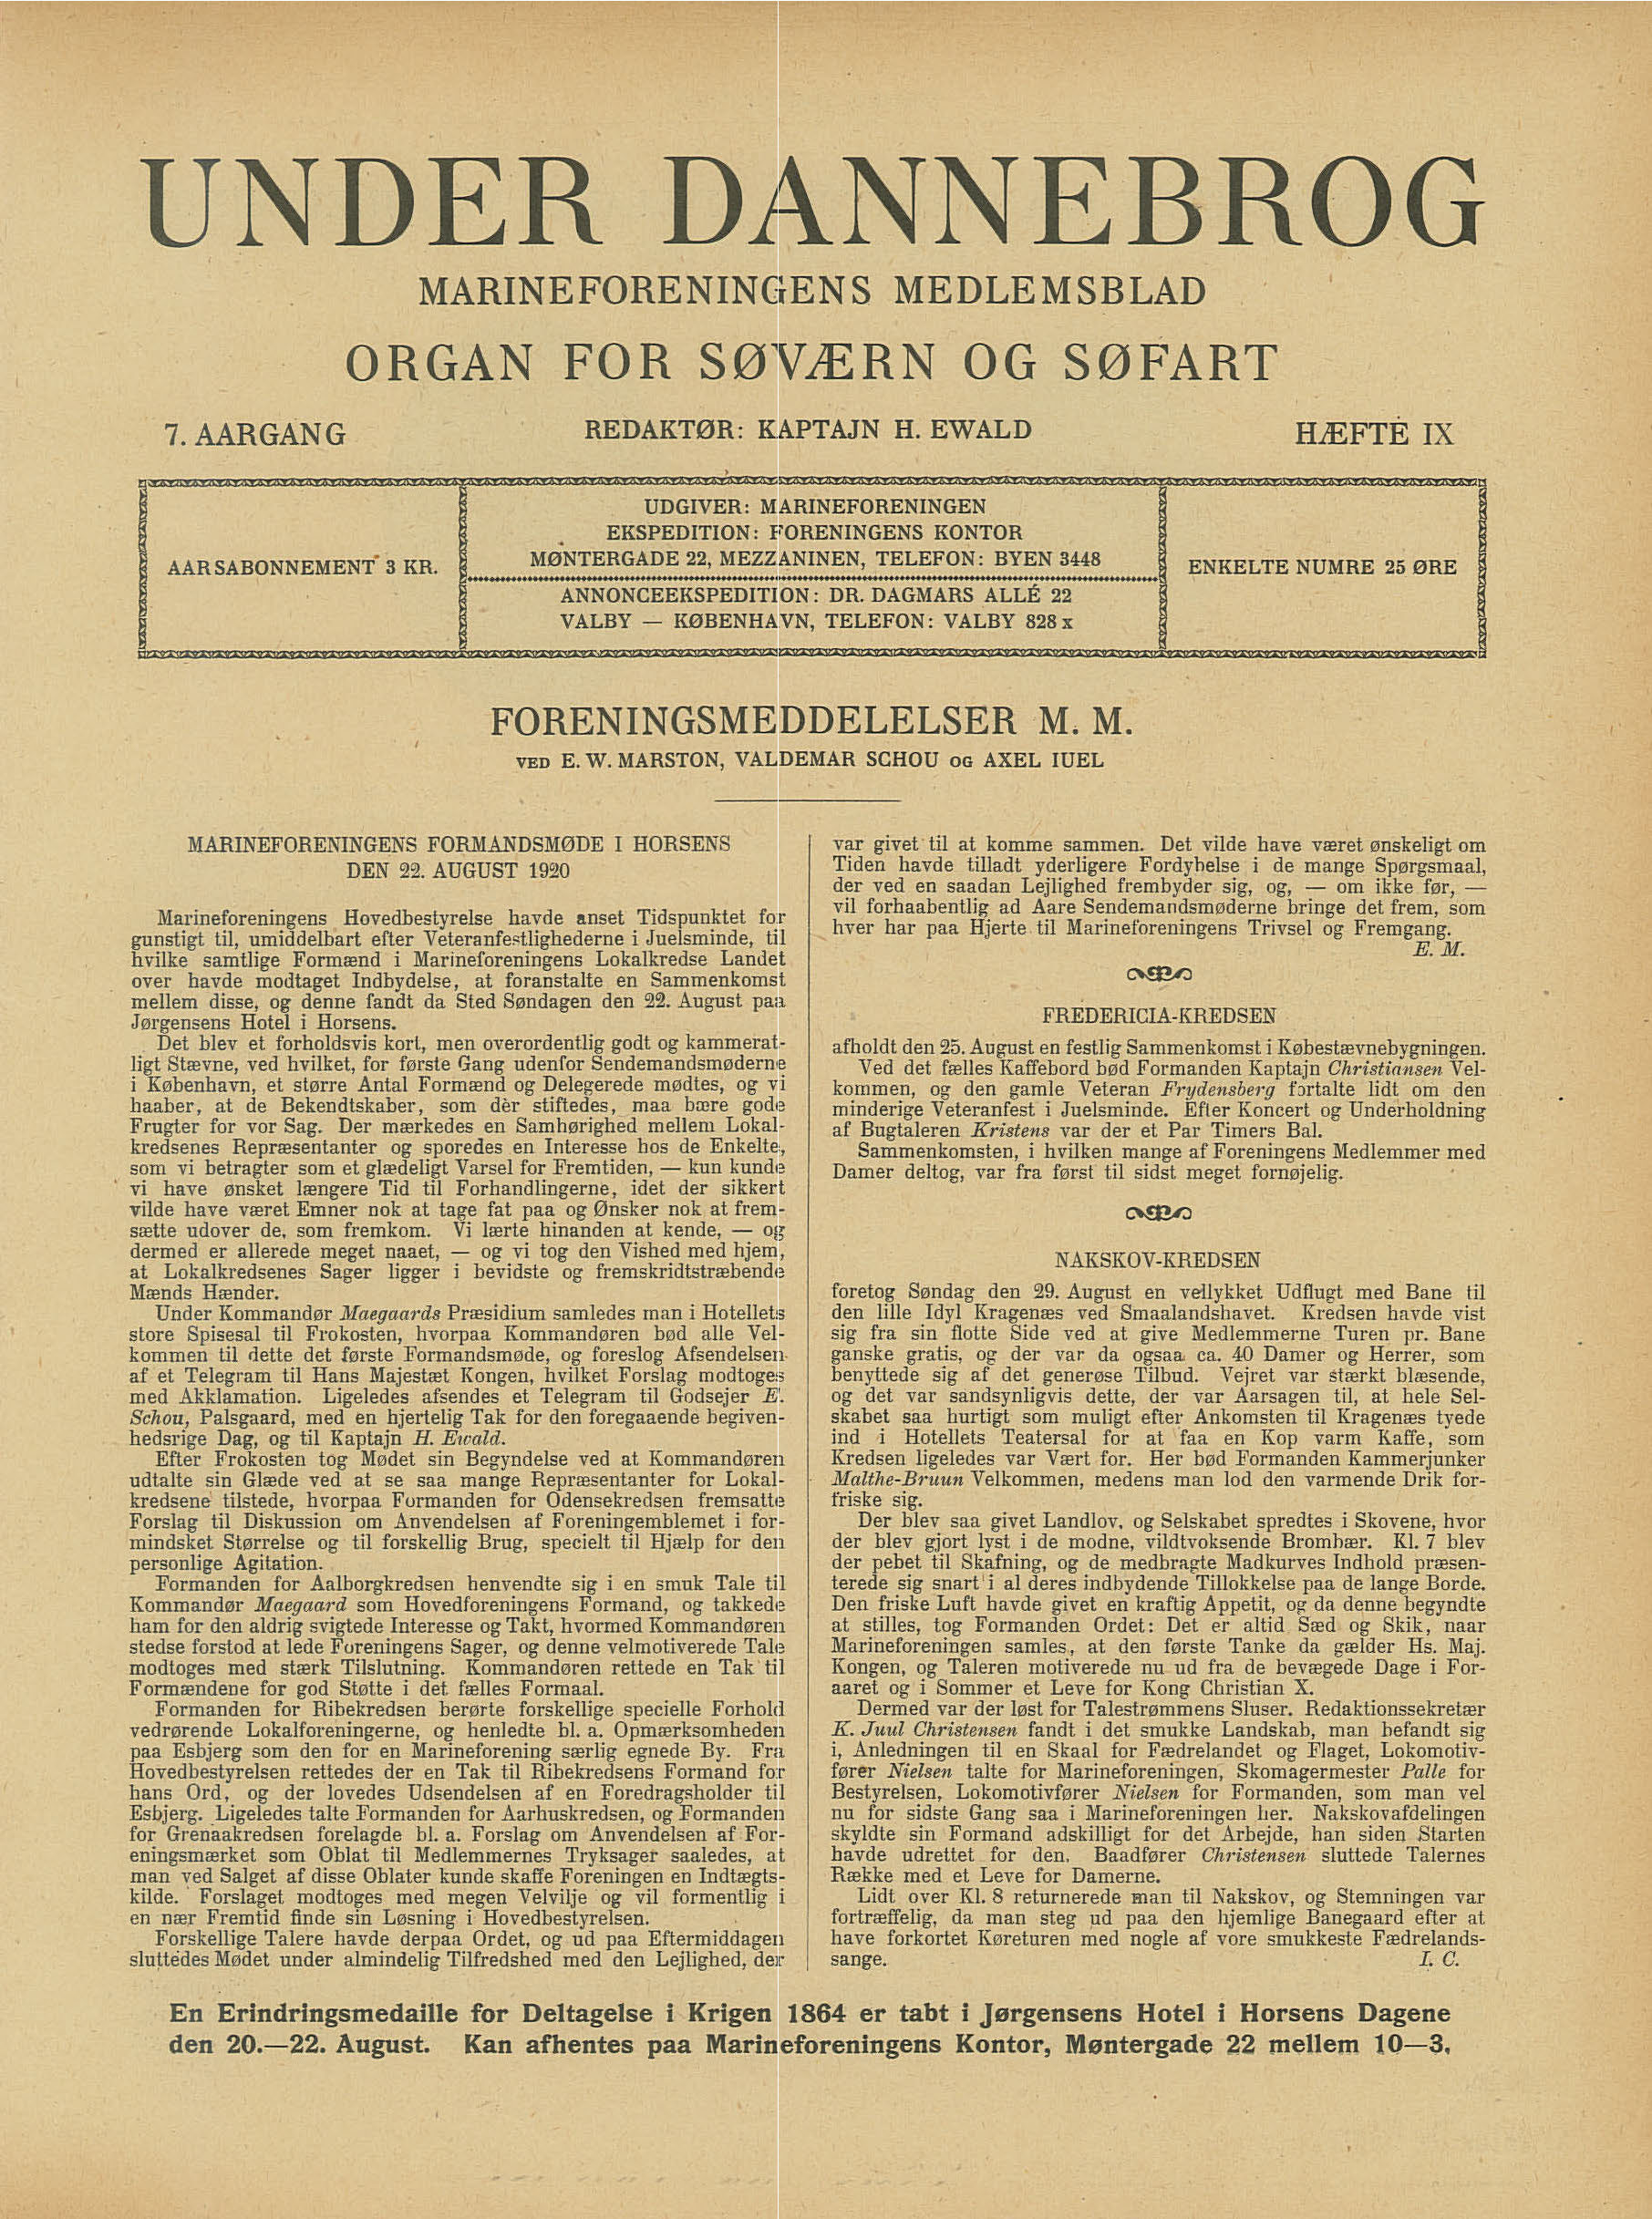 UNDER DANNEBROG
MARINEFORENINGENS MEDLEMSBLAD
ORGAN FOR SØVÆRN OG SØFART
7. AARGANG
REDAKTØR: KAPTAJN H. EWALD
HÆFTE IX
AARSABONNEMENT 3 KR.
UDGIVER: MARINEFORENINGEN
EKSPEDITION: FORENINGENS KONTOR
MØNTERGADE 22, MEZZANINEN, TELEFON: BYEN 3448
ANNONCEEKSPEDITION: DR. DAGMARS ALLÉ 22
VALBY — KØBENHAVN, TELEFON: VALBY 828 x
ENKELTE NUMRE 25 ØRE
FORENINGSMEDDELELSER M. M.
VED E. W. MARSTON, VALDEMAR SCHOU OG AXEL IUEL
MARINEFORENINGENS FORMANDSMØDE I HORSENS
DEN 22. AUGUST 1920
Marineforeningens Hovedbestyrelse havde anset Tidspunktet for
gunstigt til, umiddelbart efter Veteranfestlighederne i Juelsminde, til
hvilke samtlige Formænd i Marineforeningens Lokalkredse Landet
over havde modtaget Indbydelse, at foranstalte en Sammenkomst
mellem disse, og denne fandt da Sted Søndagen den 22. August paa
Jørgensens Hotel i Horsens.
Det blev et forholdsvis kort, men overordentlig godt og kammerat-
ligt Stævne, ved hvilket, for første Gang udenfor Sendemandsmøderne
i København, et større Antal Formænd og Delegerede mødtes, og vi
haaber, at de Bekendtskaber, som dèr stiftedes, maa bære gode
Frugter for vor Sag. Der mærkedes en Samhørighed mellem Lokal-
kredsenes Repræsentanter og sporedes en Interesse hos de Enkelte,
som vi betragter som et glædeligt Varsel for Fremtiden, — kun kunde
vi have ønsket længere Tid til Forhandlingerne, idet der sikkert
vilde have været Emner nok at tage fat paa og Ønsker nok at frem-
sætte udover de, som fremkom. Vi lærte hinanden at kende, — og
dermed er allerede meget naaet, — og vi tog den Vished med hjem,
at Lokalkredsenes Sager ligger i bevidste og fremskridtstræbende
Mænds Hænder.
Under Kommandør Maegaards Præsidium samledes man i Hotellets
store Spisesal til Frokosten, hvorpaa Kommandøren bød alle Vel-
kommen til dette det første Formandsmøde, og foreslog Afsendelsen
af et Telegram til Hans Majestæt Kongen, hvilket Forslag modtoges
med Akklamation. Ligeledes afsendes et Telegram til Godsejer E.
Schou, Palsgaard, med en hjertelig Tak for den foregaaende begiven-
hedsrige Dag, og til Kaptajn H. Ewald.
Efter Frokosten tog Mødet sin Begyndelse ved at Kommandøren
udtalte sin Glæde ved at se saa mange Repræsentanter for Lokal-
kredsene tilstede, hvorpaa Formanden for Odensekredsen fremsatte
Forslag til Diskussion om Anvendelsen af Foreningemblemet i for-
mindsket Størrelse og til forskellig Brug, specielt til Hjælp for den
personlige Agitation.
Formanden for Aalborgkredsen henvendte sig i en smuk Tale til
Kommandør Maegaard som Hovedforeningens Formand, og takkede
ham for den aldrig svigtede Interesse og Takt, hvormed Kommandøren
stedse forstod at lede Foreningens Sager, og denne velmotiverede Tale
modtoges med stærk Tilslutning. Kommandøren rettede en Tak til
Formændene for god Støtte i det fælles Formaal.
Formanden for Ribekredsen berørte forskellige specielle Forhold
vedrørende Lokalforeningerne, og henledte bl. a. Opmærksomheden
paa Esbjerg som den for en Marineforening særlig egnede By. Fra
Hovedbestyrelsen rettedes der en Tak til Ribekredsens Formand for
hans Ord, og der lovedes Udsendelsen af en Foredragsholder til
Esbjerg. Ligeledes talte Formanden for Aarhuskredsen, og Formanden
for Grenaakredsen forelagde bl. a. Forslag om Anvendelsen af For-
eningsmærket som Oblat til Medlemmernes Tryksager saaledes, at
man ved Salget af disse Oblater kunde skaffe Foreningen en Indtægts-
kilde. Forslaget modtoges med megen Velvilje og vil formentlig i
en nær Fremtid finde sin Løsning i Hovedbestyrelsen.
Forskellige Talere havde derpaa Ordet, og ud paa Eftermiddagen
sluttedes Mødet under almindelig Tilfredshed med den Lejlighed, der
var givet til at komme sammen. Det vilde have været ønskeligt om
Tiden havde tilladt yderligere Fordybelse i de mange Spørgsmaal,
der ved en saadan Lejlighed frembyder sig, og, — om ikke før, —
vil forhaabentlig ad Aare Sendemandsmøderne bringe det frem, som
hver har paa Hjerte til Marineforeningens Trivsel og Fremgang.
E. M.
FREDERICIA-KREDSEN
afholdt den 25. August en festlig Sammenkomst i Købestævnebygningen.
Ved det fælles Kaffebord bød Formanden Kaptajn Christiansen Vel-
kommen, og den gamle Veteran Frydensberg fortalte lidt om den
minderige Veteranfest i Juelsminde. Efter Koncert og Underholdning
af Bugtaleren Kristens var der et Par Timers Bal.
Sammenkomsten, i hvilken mange af Foreningens Medlemmer med
Damer deltog, var fra først til sidst meget fornøjelig.
NAKSKOV-KREDSEN
foretog Søndag den 29. August en vellykket Udflugt med Bane til
den lille Idyl Kragenæs ved Smaalandshavet. Kredsen havde vist
sig fra sin flotte Side ved at give Medlemmerne Turen pr. Bane
ganske gratis, og der var da ogsaa ca. 40 Damer og Herrer, som
benyttede sig af det generøse Tilbud. Vejret var stærkt blæsende,
og det var sandsynligvis dette, der var Aarsagen til, at hele Sel-
skabet saa hurtigt som muligt efter Ankomsten til Kragenæs tyede
ind i Hotellets Teatersal for at faa en Kop varm Kaffe, som
Kredsen ligeledes var Vært for. Her bød Formanden Kammerjunker
Malthe-Bruun Velkommen, medens man lod den varmende Drik for-
friske sig.
Der blev saa givet Landlov, og Selskabet spredtes i Skovene, hvor
der blev gjort lyst i de modne, vildtvoksende Brombær. Kl. 7 blev
der pebet til Skafning, og de medbragte Madkurves Indhold præsen-
terede sig snart i al deres indbydende Tillokkelse paa de lange Borde.
Den friske Luft havde givet en kraftig Appetit, og da denne begyndte
at stilles, tog Formanden Ordet: Det er altid Sæd og Skik, naar
Marineforeningen samles, at den første Tanke da gælder Hs. Maj.
Kongen, og Taleren motiverede nu ud fra de bevægede Dage i For-
aaret og i Sommer et Leve for Kong Christian X.
Dermed var der løst for Talestrømmens Sluser. Redaktionssekretær
K. Juul Christensen fandt i det smukke Landskab, man befandt sig
i, Anledningen til en Skaal for Fædrelandet og Flaget, Lokomotiv-
fører Nielsen talte for Marineforeningen, Skomagermester Palle for
Bestyrelsen, Lokomotivfører Nielsen for Formanden, som man vel
nu for sidste Gang saa i Marineforeningen her. Nakskovafdelingen
skyldte sin Formand adskilligt for det Arbejde, han siden Starten
havde udrettet for den. Baadfører Christensen sluttede Talernes
Række med et Leve for Damerne.
Lidt over Kl. 8 returnerede man til Nakskov, og Stemningen var
fortræffelig, da man steg ud paa den hjemlige Banegaard efter at
have forkortet Køreturen med nogle af vore smukkeste Fædrelands-
sange. I. C.
En Erindringsmedaille for Deltagelse i Krigen 1864 er tabt i Jørgensens Hotel i Horsens Dagene
den 20.—22. August. Kan afhentes paa Marineforeningens Kontor, Møntergade 22 mellem 10—3.